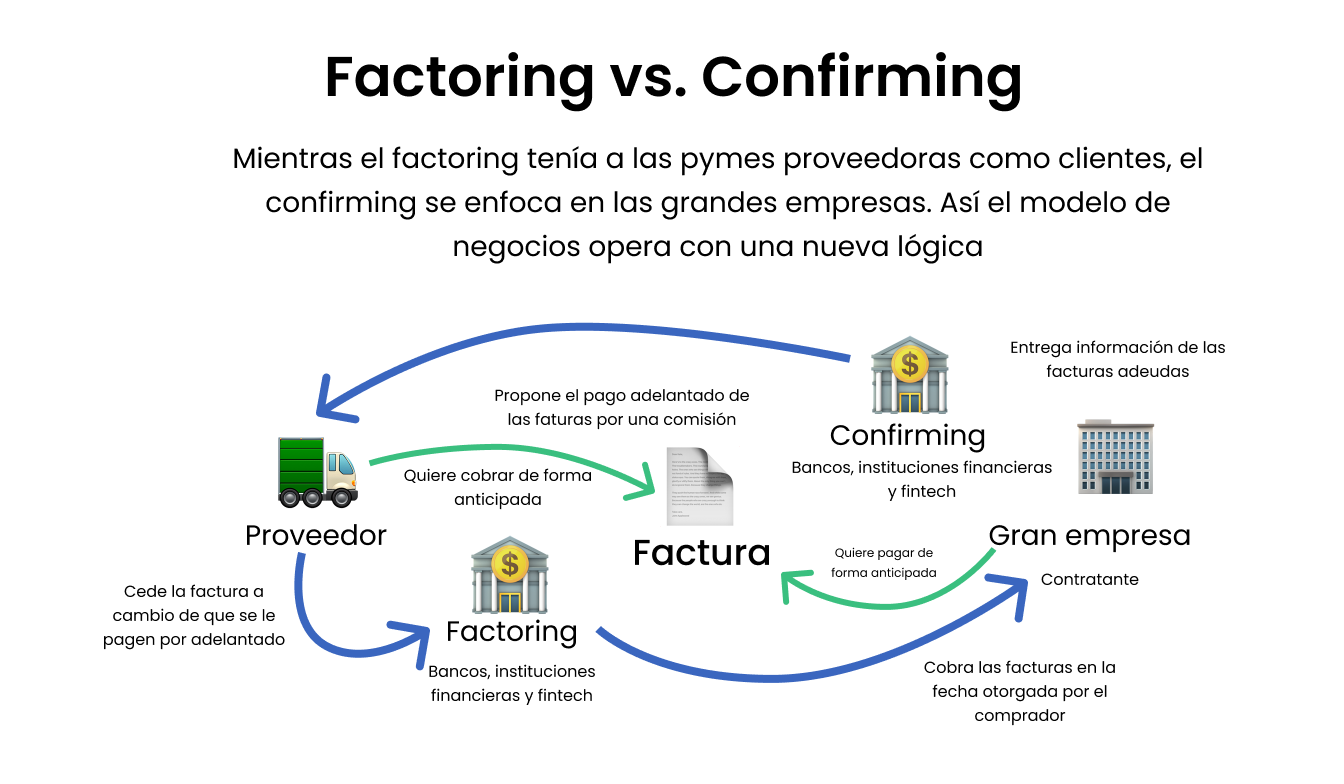 Factoring vs. Confirming
Mientras el factoring tenía a las pymes proveedoras como clientes, el
confirming se enfoca en las grandes empresas. Así el modelo de
negocios opera con una nueva lógica
Entrega información de las
facturas adeudas
Propone el pago adelantado de
las faturas por una comisión
Confirming
Bancos, instituciones financieras
y fintech
Quiere cobrar de forma
anticipada
Proveedor
Factura
Gran empresa
Quiere pagar de
forma anticipada
Contratante
Cede la factura a
cambio de que se le
pagen por adelantado
Factoring
Bancos, instituciones
financieras y fintech
Cobra las facturas en la
fecha otorgada por el
comprador